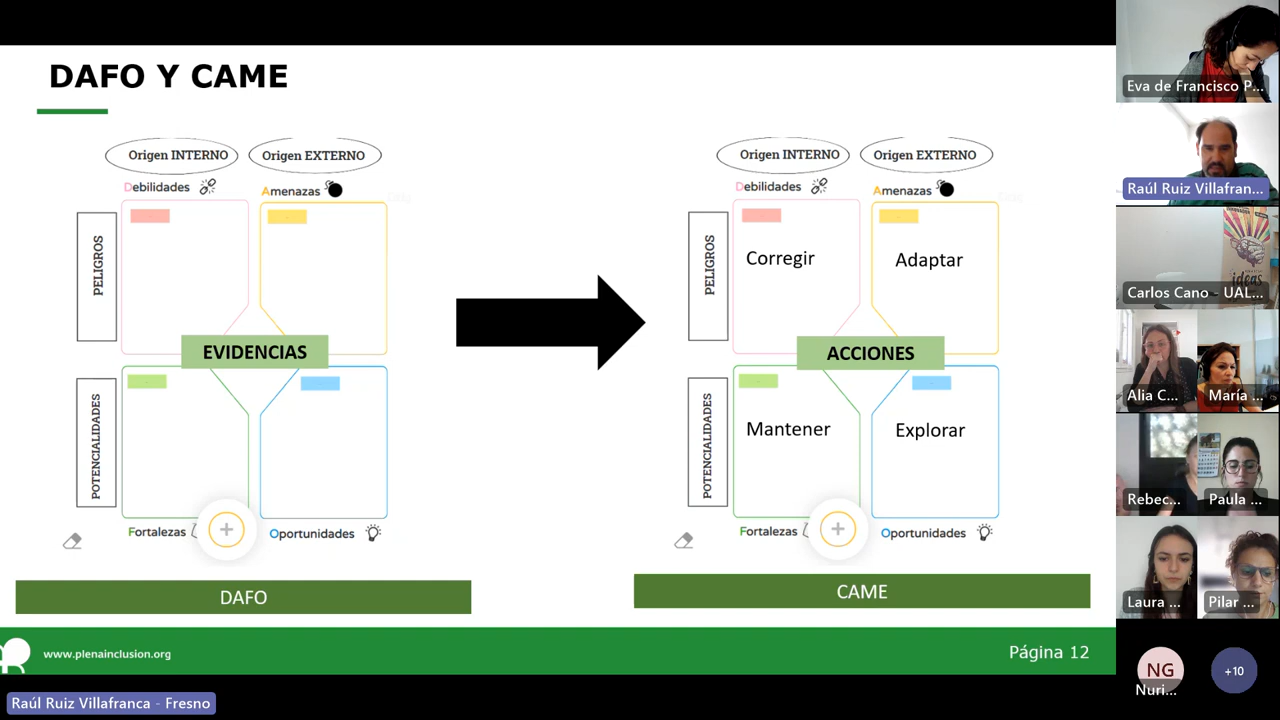 DAFO Y CAME
Origen INTERNO
Origen EXTERNO
Debilidades
Amenazas
PELIGROS
EVIDENCIAS
POTENCIALIDADES
Fortalezas
Oportunidades
DAFO
Origen INTERNO
Origen EXTERNO
Debilidades
Amenazas
PELIGROS
Corregir
Adaptar
ACCIONES
POTENCIALIDADES
Mantener
Explorar
Fortalezas
Oportunidades
CAME
www.plenainclusion.org
Página 12
Raúl Ruiz Villafranca - Fresno
Eva de Francisco P...
Raúl Ruiz Villafran...
ideas
Carlos Cano - UAL...
Alia C...
María ...
Rebec...
Paula ...
Laura ...
Pilar ...
NG
Nuri...
+10